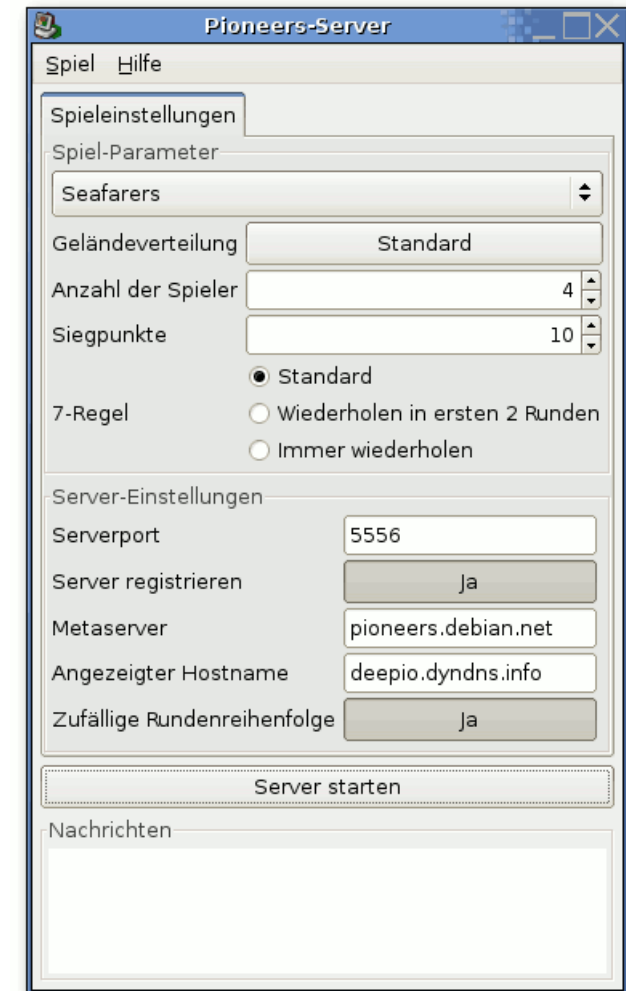 Pioneers-Server
Spiel Hilfe
Spieleinstellungen
Spiel-Parameter
Seafarers
Geländeverteilung Standard
Anzahl der Spieler 4
Siegpunkte 10
Standard
7-Regel Wiederholen in ersten 2 Runden
Immer wiederholen
Server-Einstellungen
Serverport 5556
Server registrieren Ja
Metaserver pioneers.debian.net
Angezeigter Hostname deepio.dyndns.info
Zufällige Rundenreihenfolge Ja
Server starten
Nachrichten